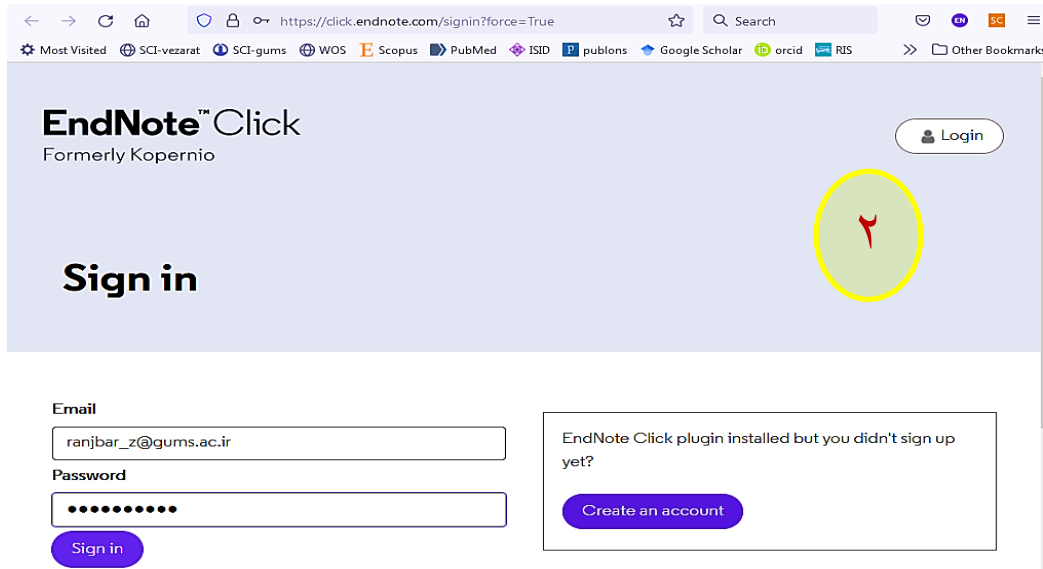 https://click.endnote.com/signin?force=True
Search
EN
SC
Most Visited SCI-vezarat SCI-gums WOS E Scopus PubMed ISID P publons Google Scholar iD orcid RIS >> Other Bookmarks
EndNote™ Click
Formerly Kopernio
Login
۲
Sign in
Email
ranjbar_z@gums.ac.ir
Password
••••••••••
Sign in
EndNote Click plugin installed but you didn't sign up
yet?
Create an account